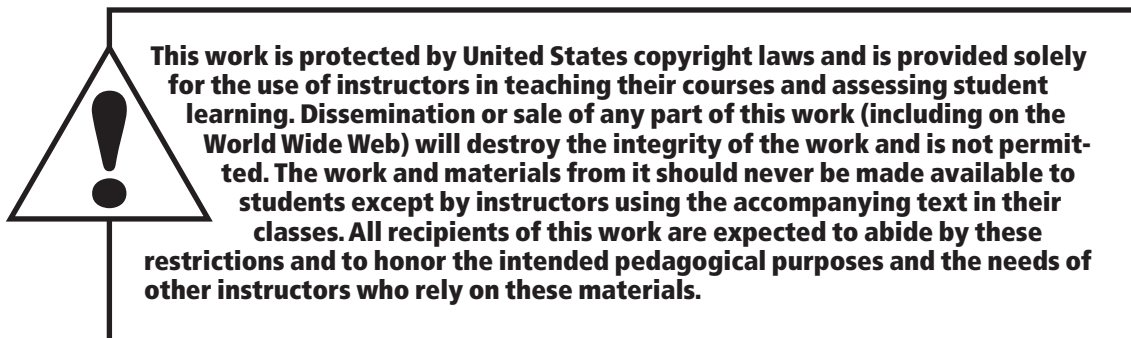 This work is protected by United States copyright laws and is provided solely
for the use of instructors in teaching their courses and assessing student
learning. Dissemination or sale of any part of this work (including on the
World Wide Web) will destroy the integrity of the work and is not permit-
ted. The work and materials from it should never be made available to
students except by instructors using the accompanying text in their
classes. All recipients of this work are expected to abide by these
restrictions and to honor the intended pedagogical purposes and the needs of
other instructors who rely on these materials.